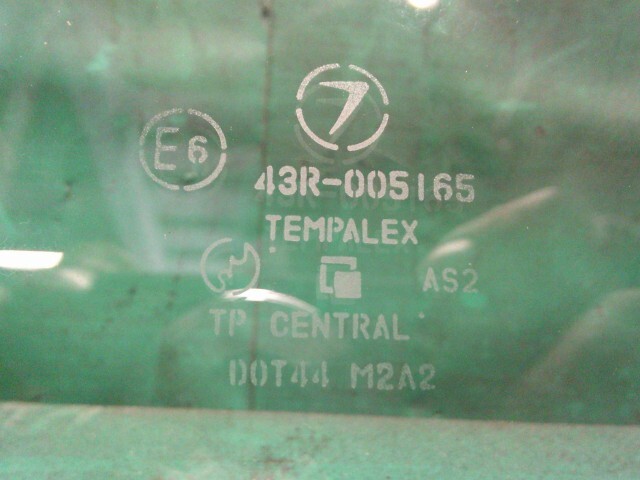 E6
43R-005165
TEMPALEX
AS2
TP CENTRAL
DOT44 M2A2